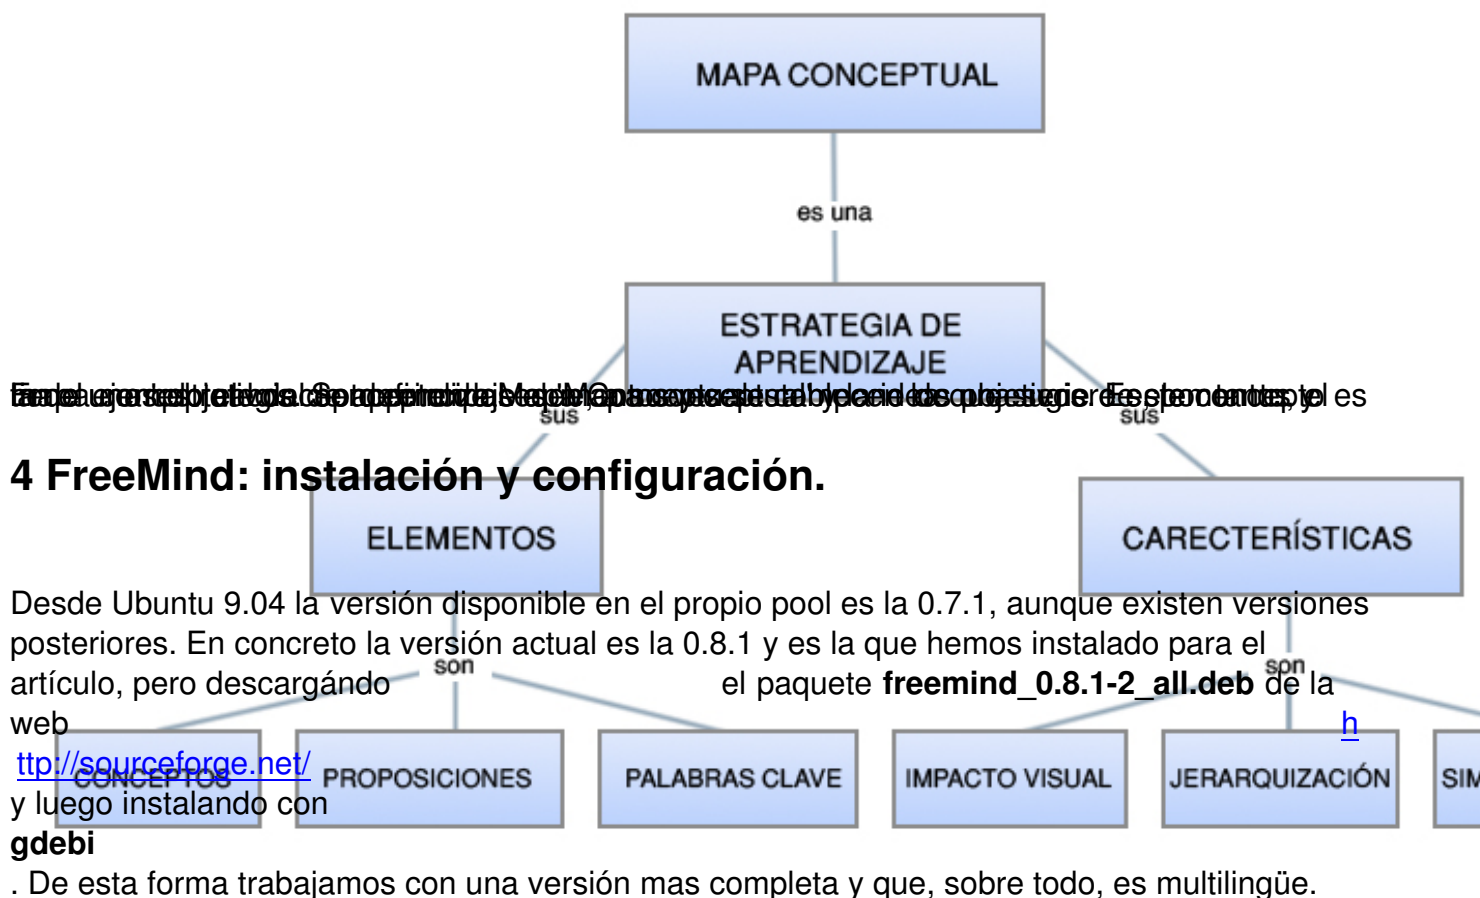 MAPA CONCEPTUAL
es una
ESTRATEGIA DE
APRENDIZAJE
es
sus
sus
4 FreeMind: instalación y configuración.
ELEMENTOS
CARECTERÍSTICAS
Desde Ubuntu 9.04 la versión disponible en el propio pool es la 0.7.1, aunque existen versiones
posteriores. En concreto la versión actual es la 0.8.1 y es la que hemos instalado para el
son
son
artículo, pero descargándo el paquete freemind_0.8.1-2_all.deb de la
web h
ttp://sourceforge.net/
CONCEPTOS
PROPOSICIONES
PALABRAS CLAVE
IMPACTO VISUAL
JERARQUIZACIÓN
SIM
y luego instalando con
gdebi
. De esta forma trabajamos con una versión mas completa y que, sobre todo, es multilingüe.